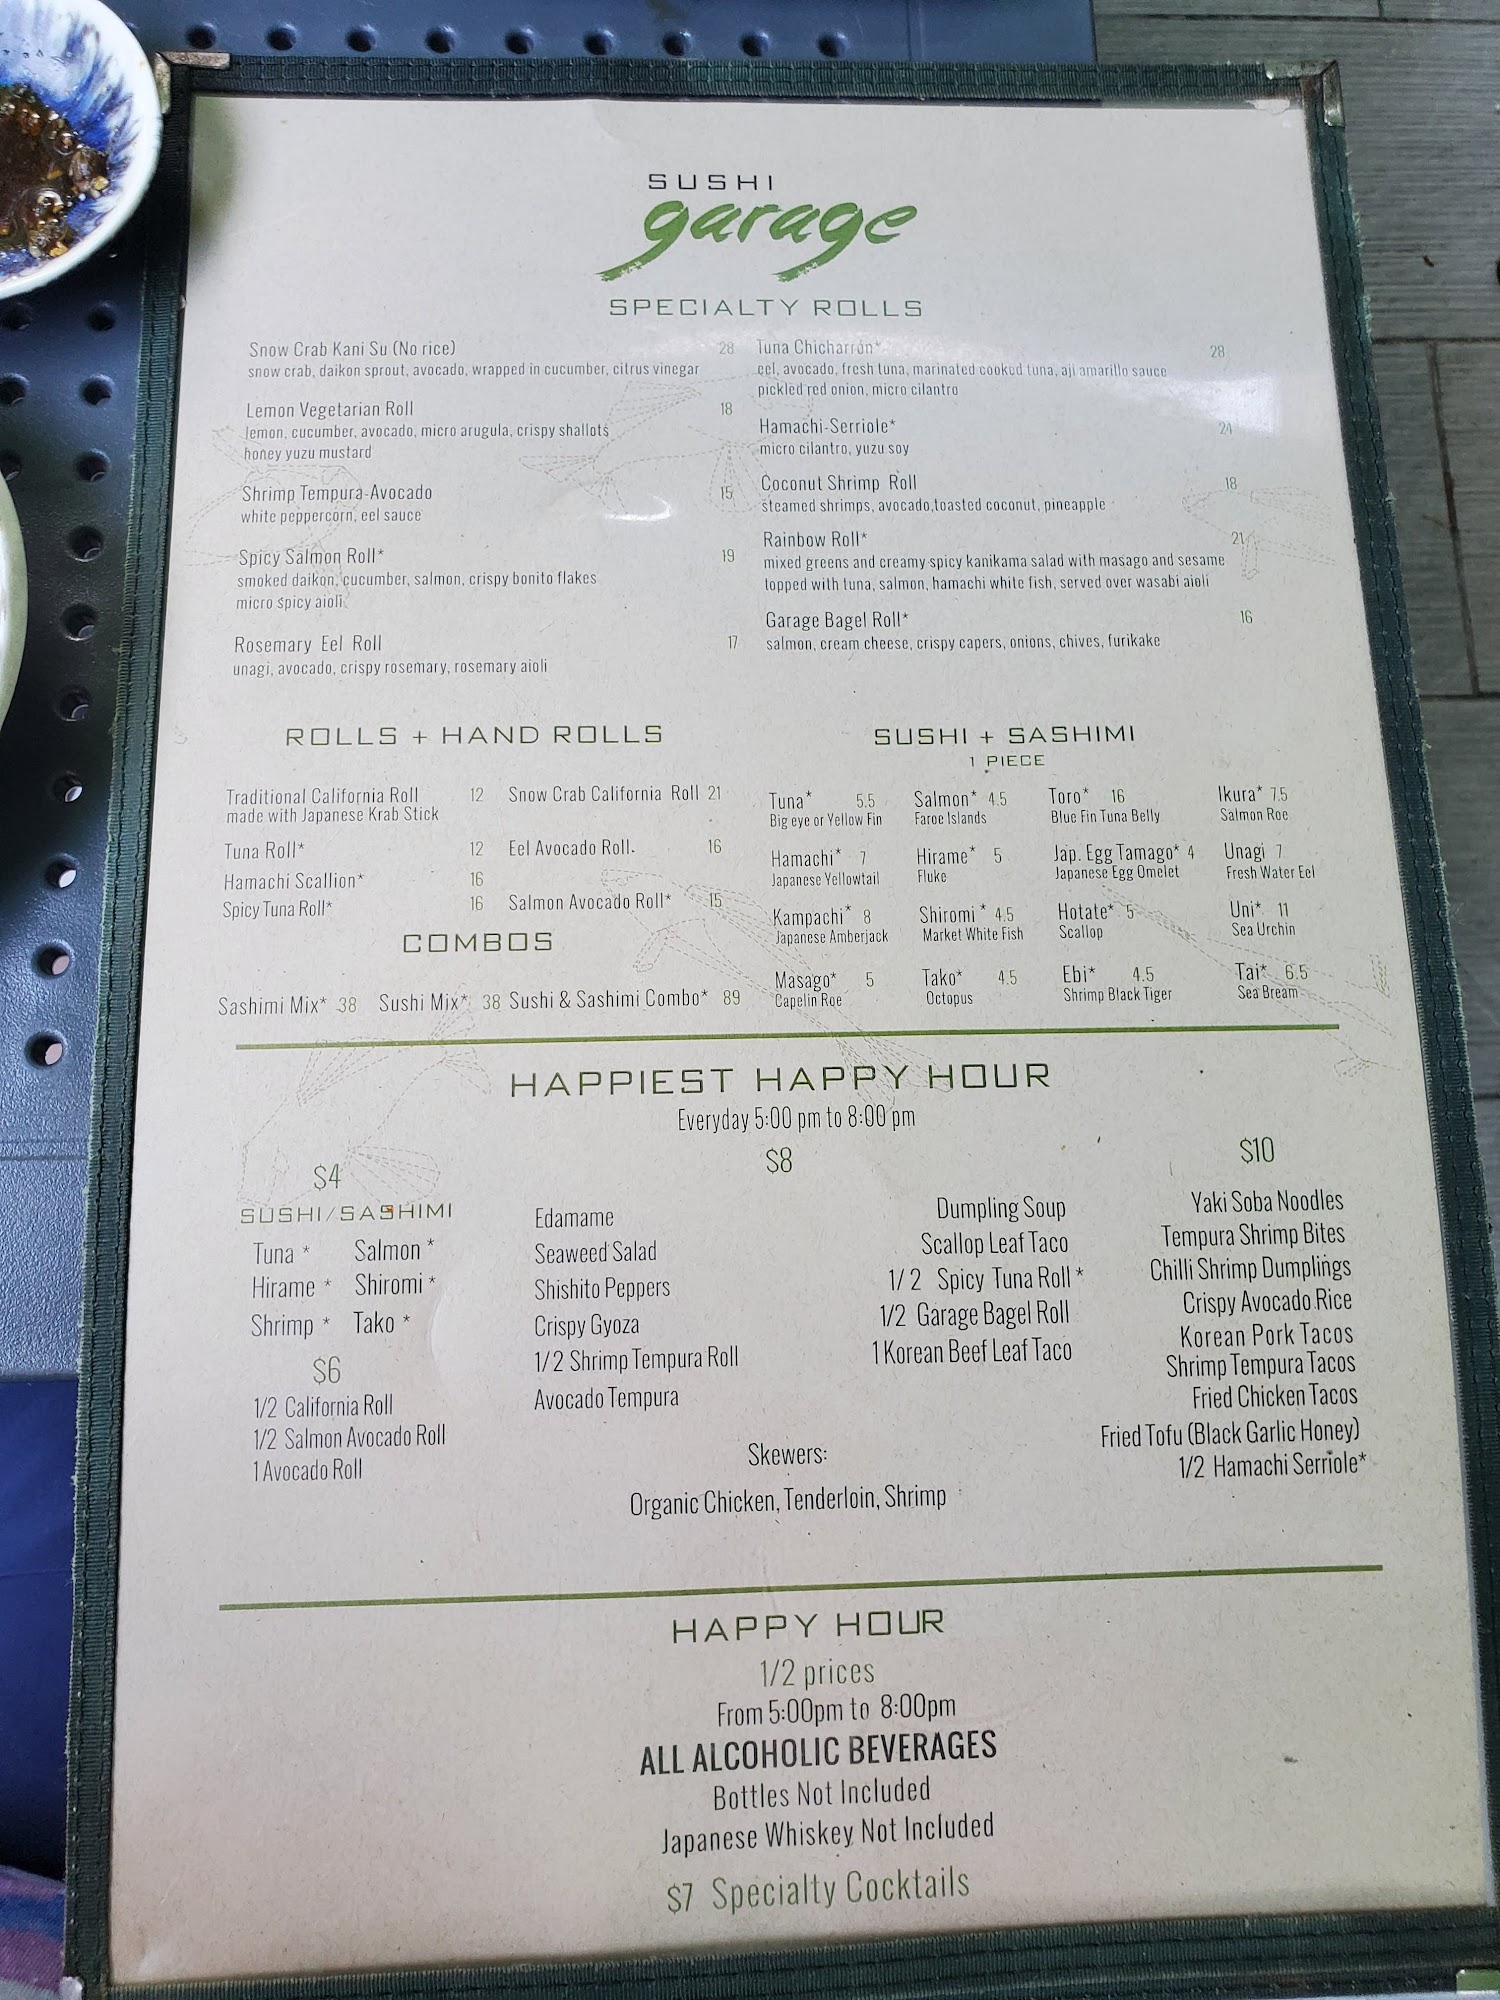 SUSHI
garage
SPECIALTY ROLLS
Snow Crab Kani Su (No rice) 28
snow crab, daikon sprout, avocado, wrapped in cucumber, citrus vinegar
Lemon Vegetarian Roll 18
lemon, cucumber, avocado, micro arugula, crispy shallots
honey yuzu mustard
Shrimp Tempura-Avocado 15
white peppercorn, eel sauce
Spicy Salmon Roll* 19
smoked daikon, cucumber, salmon, crispy bonito flakes
micro spicy aioli
Rosemary Eel Roll 17
unagi, avocado, crispy rosemary, rosemary aioli
Tuna Chicharrón* 28
eel, avocado, fresh tuna, marinated cooked tuna, aji amarillo sauce
pickled red onion, micro cilantro
Hamachi-Serriole* 24
micro cilantro, yuzu soy
Coconut Shrimp Roll 18
steamed shrimps, avocado,toasted coconut, pineapple
Rainbow Roll* 21
mixed greens and creamy spicy kanikama salad with masago and sesame
topped with tuna, salmon, hamachi white fish, served over wasabi aioli
Garage Bagel Roll* 16
salmon, cream cheese, crispy capers, onions, chives, furikake
ROLLS + HAND ROLLS
Traditional California Roll 12 Snow Crab California Roll 21
made with Japanese Krab Stick
Tuna Roll* 12 Eel Avocado Roll. 16
Hamachi Scallion* 16
Spicy Tuna Roll* 16 Salmon Avocado Roll* 15
COMBOS
Sashimi Mix* 38 Sushi Mix* 38 Sushi & Sashimi Combo* 89
SUSHI + SASHIMI
1 PIECE
Tuna* 5.5 Salmon* 4.5 Toro* 16 Ikura* 7.5
Big eye or Yellow Fin Faroe Islands Blue Fin Tuna Belly Salmon Roe
Hamachi* 7 Hirame* 5 Jap. Egg Tamago* 4 Unagi 7
Japanese Yellowtail Fluke Japanese Egg Omelet Fresh Water Eel
Kampachi* 8 Shiromi* 4.5 Hotate* 5 Uni* 11
Japanese Amberjack Market White Fish Scallop Sea Urchin
Masago* 5 Tako* 4.5 Ebi* 4.5 Tai* 6.5
Capelin Roe Octopus Shrimp Black Tiger Sea Bream
HAPPIEST HAPPY HOUR
Everyday 5:00 pm to 8:00 pm
$4
SUSHI/SASHIMI
Tuna * Salmon *
Hirame * Shiromi *
Shrimp * Tako *
$6
1/2 California Roll
1/2 Salmon Avocado Roll
1 Avocado Roll
$8
Edamame
Seaweed Salad
Shishito Peppers
Crispy Gyoza
1/2 Shrimp Tempura Roll
Avocado Tempura
Dumpling Soup
Scallop Leaf Taco
1/2 Spicy Tuna Roll *
1/2 Garage Bagel Roll
1 Korean Beef Leaf Taco
Skewers:
Organic Chicken, Tenderloin, Shrimp
$10
Yaki Soba Noodles
Tempura Shrimp Bites
Chilli Shrimp Dumplings
Crispy Avocado Rice
Korean Pork Tacos
Shrimp Tempura Tacos
Fried Chicken Tacos
Fried Tofu (Black Garlic Honey)
1/2 Hamachi Serriole*
HAPPY HOUR
1/2 prices
From 5:00pm to 8:00pm
ALL ALCOHOLIC BEVERAGES
Bottles Not Included
Japanese Whiskey Not Included
$7 Specialty Cocktails